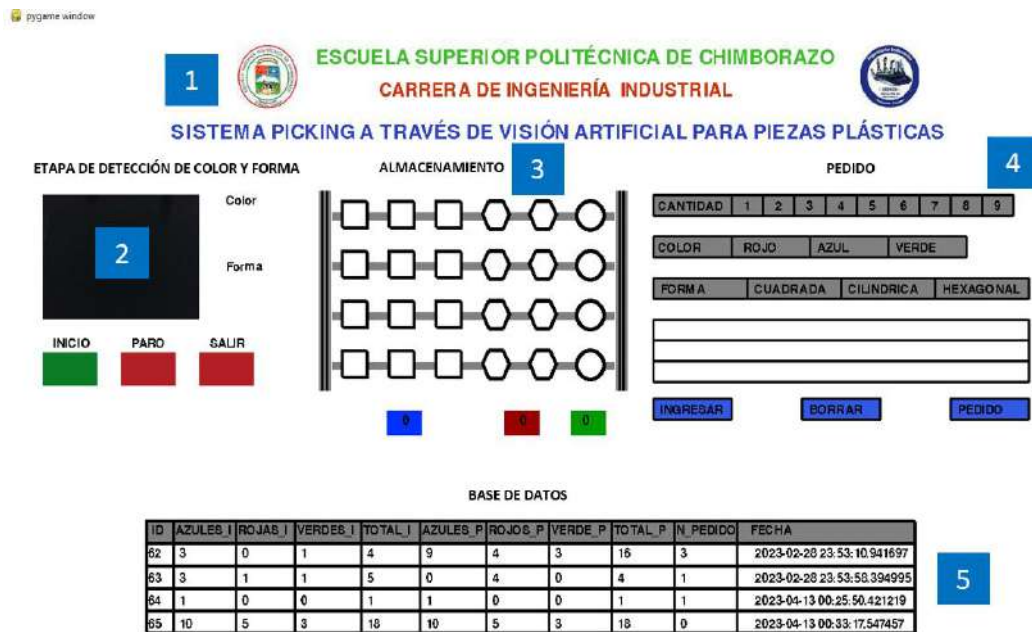 pygame window
1
ESCUELA SUPERIOR POLITÉCNICA DE CHIMBORAZO
CARRERA DE INGENIERÍA INDUSTRIAL
SISTEMA PICKING A TRAVÉS DE VISIÓN ARTIFICIAL PARA PIEZAS PLÁSTICAS
ETAPA DE DETECCIÓN DE COLOR Y FORMA
Color
2
Forma
INICIO PARO SALIR
ALMACENAMIENTO
3
0 0 0
PEDIDO
4
CANTIDAD 1 2 3 4 5 6 7 8 9
COLOR ROJO AZUL VERDE
FORMA CUADRADA CILINDRICA HEXAGONAL
INGRESAR BORRAR PEDIDO
BASE DE DATOS
ID AZULES_I ROJAS_I VERDES_I TOTAL_I AZULES_P ROJOS_P VERDE_P TOTAL_P N_PEDIDO FECHA
62 3 0 1 4 9 4 3 16 3 2023-02-28 23:53:10.941697
63 3 1 1 5 0 4 0 4 1 2023-02-28 23:53:58.394995
64 1 0 0 1 1 0 0 1 1 2023-04-13 00:25:50.421219
65 10 5 3 18 10 5 3 18 0 2023-04-13 00:33:17.547457
5